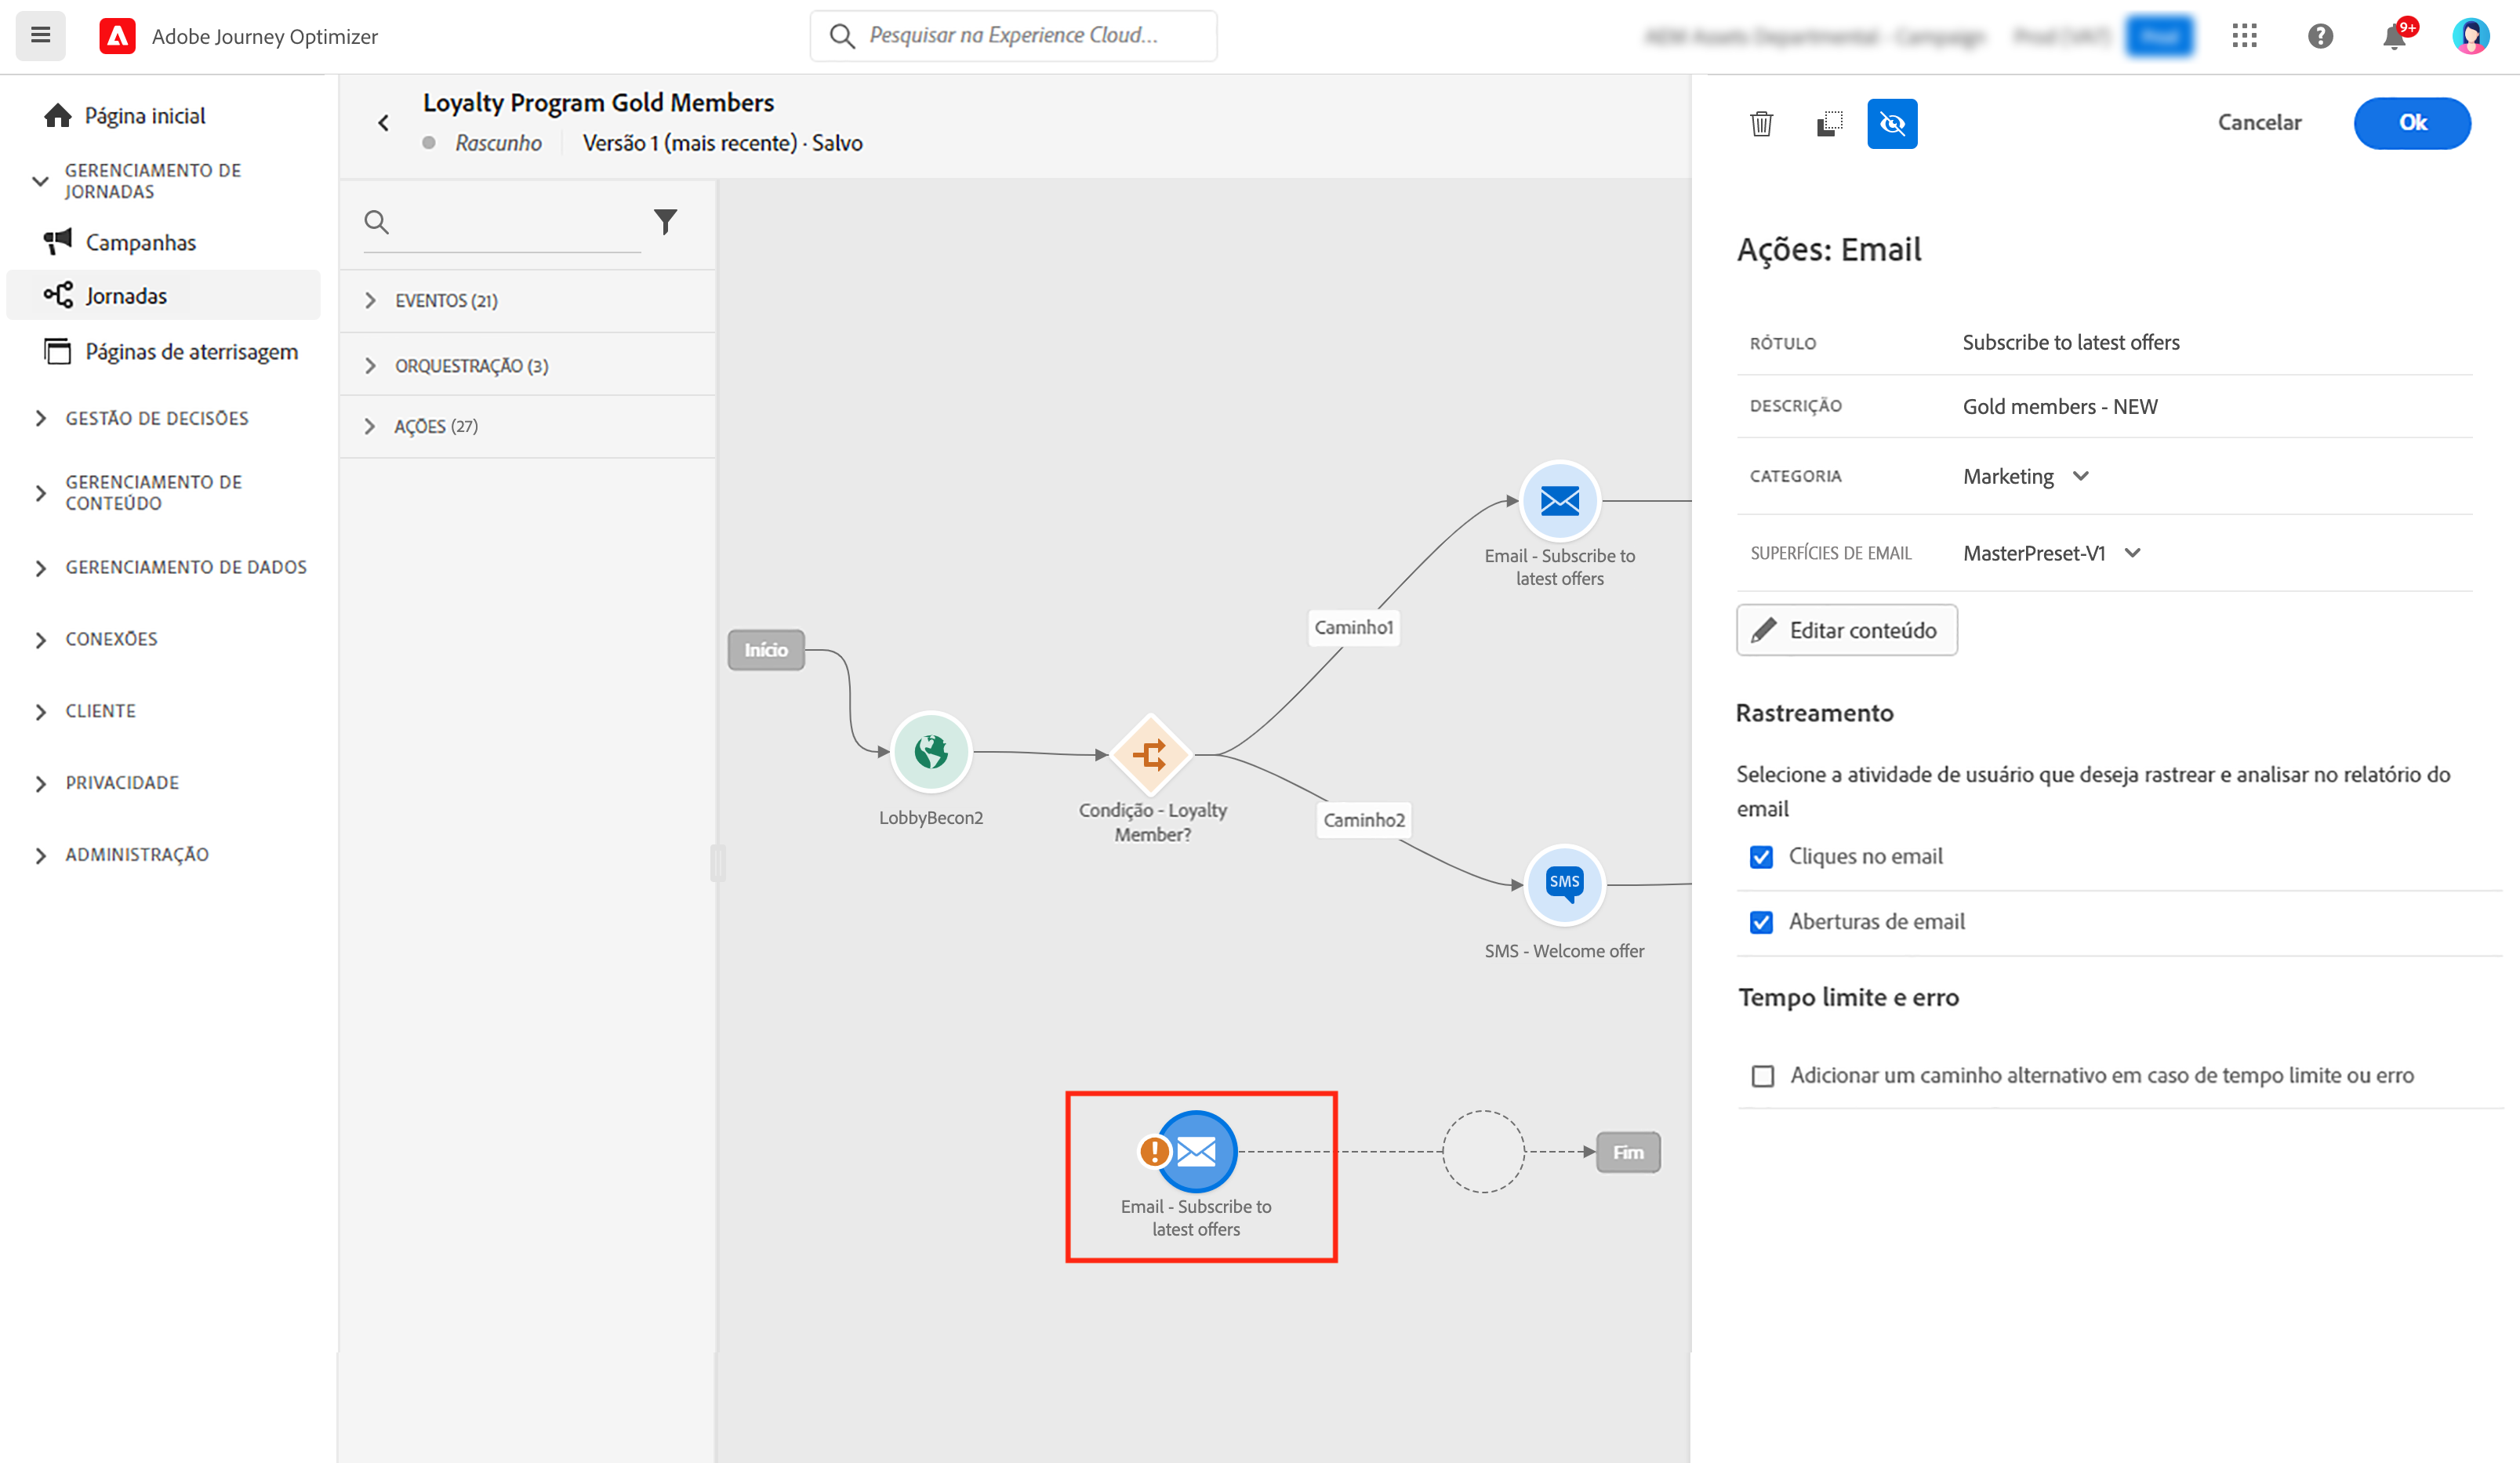 Adobe Journey Optimizer
Pesquisar na Experience Cloud...
9+
Página inicial
GERENCIAMENTO DE
JORNADAS
Campanhas
Jornadas
Páginas de aterrisagem
GESTÃO DE DECISÕES
GERENCIAMENTO DE
CONTEÚDO
GERENCIAMENTO DE DADOS
CONEXÕES
CLIENTE
PRIVACIDADE
ADMINISTRAÇÃO
Loyalty Program Gold Members
Rascunho
Versão 1 (mais recente) · Salvo
EVENTOS (21)
ORQUESTRAÇÃO (3)
AÇÕES (27)
Início
LobbyBecon2
Condição - Loyalty
Member?
Caminho1
Caminho2
Email - Subscribe to
latest offers
SMS
SMS - Welcome offer
Email - Subscribe to
latest offers
Fim
Cancelar
Ok
Ações: Email
RÓTULO
Subscribe to latest offers
DESCRIÇÃO
Gold members - NEW
CATEGORIA
Marketing
SUPERFÍCIES DE EMAIL
MasterPreset-V1
Editar conteúdo
Rastreamento
Selecione a atividade de usuário que deseja rastrear e analisar no relatório do
email
Cliques no email
Aberturas de email
Tempo limite e erro
Adicionar um caminho alternativo em caso de tempo limite ou erro